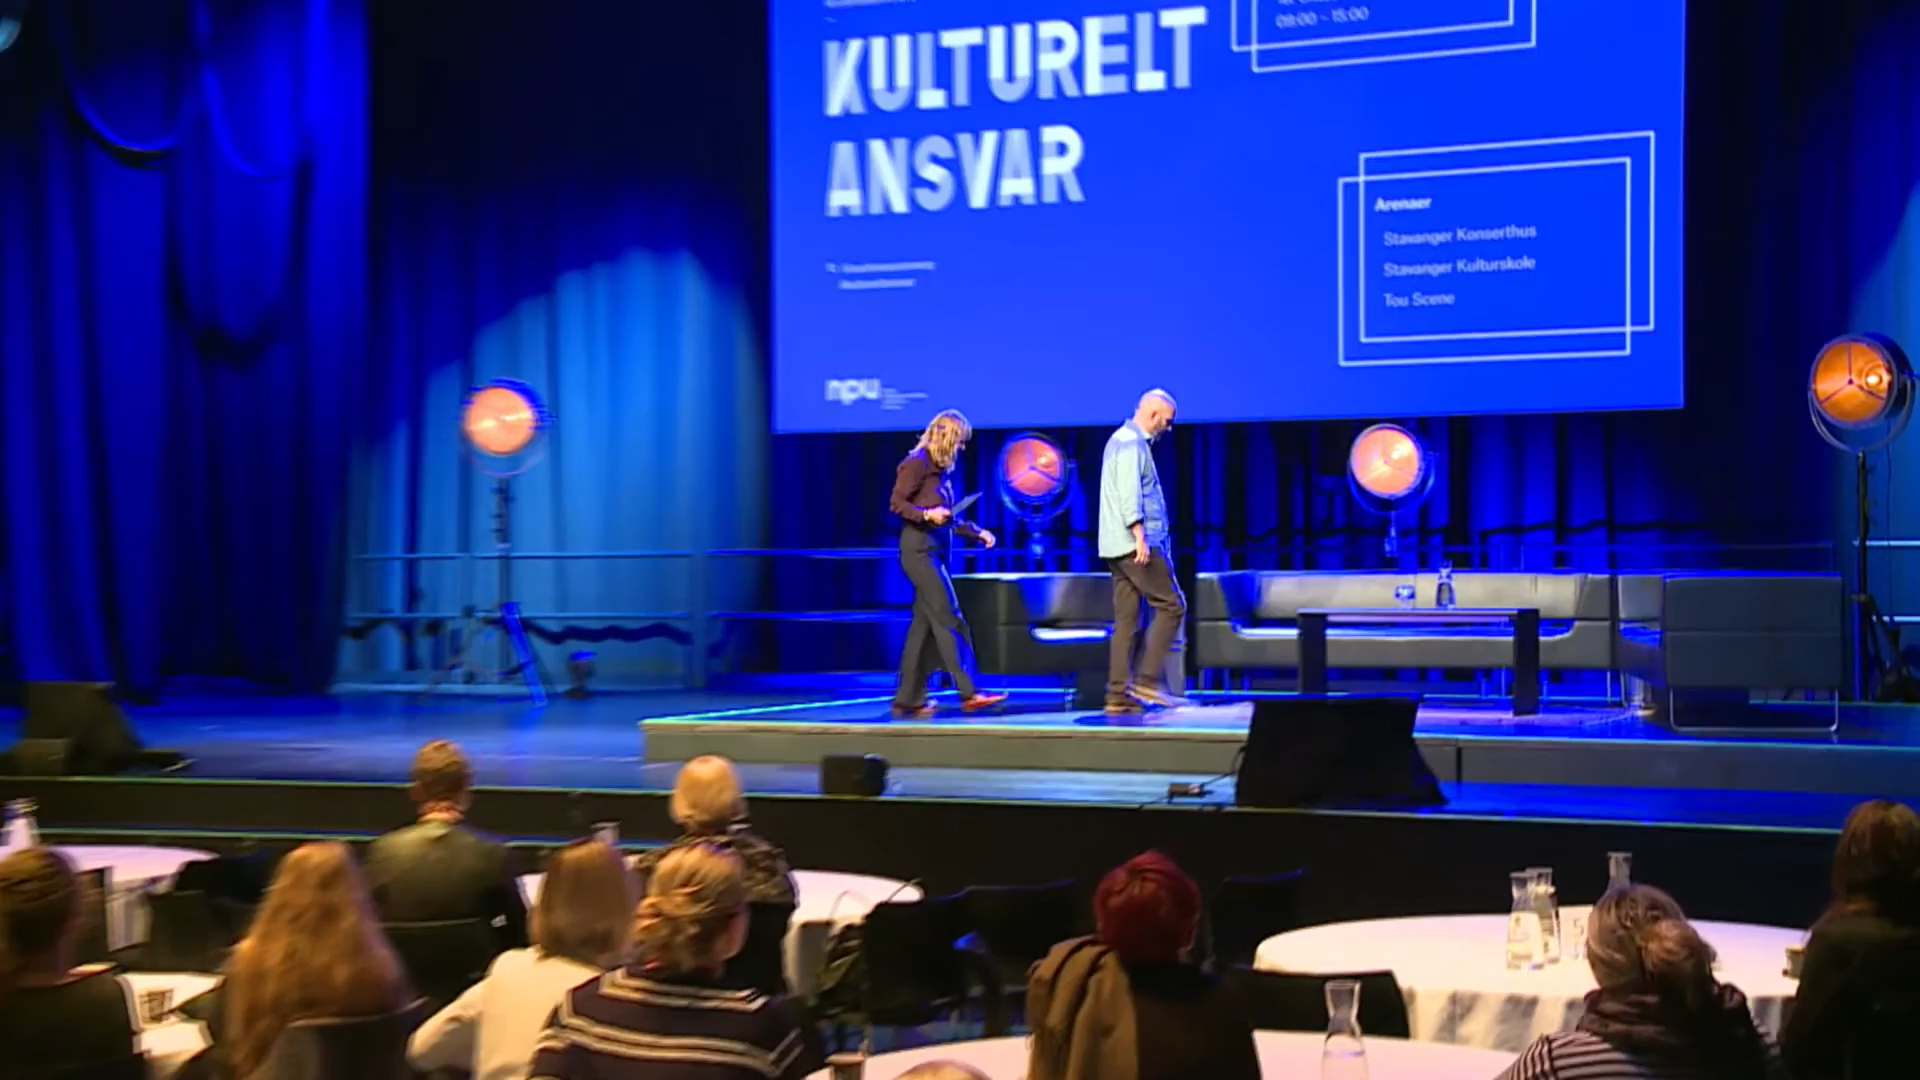 KULTURELT
ANSVAR
09:00 - 15:00
Arenaer
Stavanger Konserthus
Stavanger Kulturskole
Tou Scene
npu